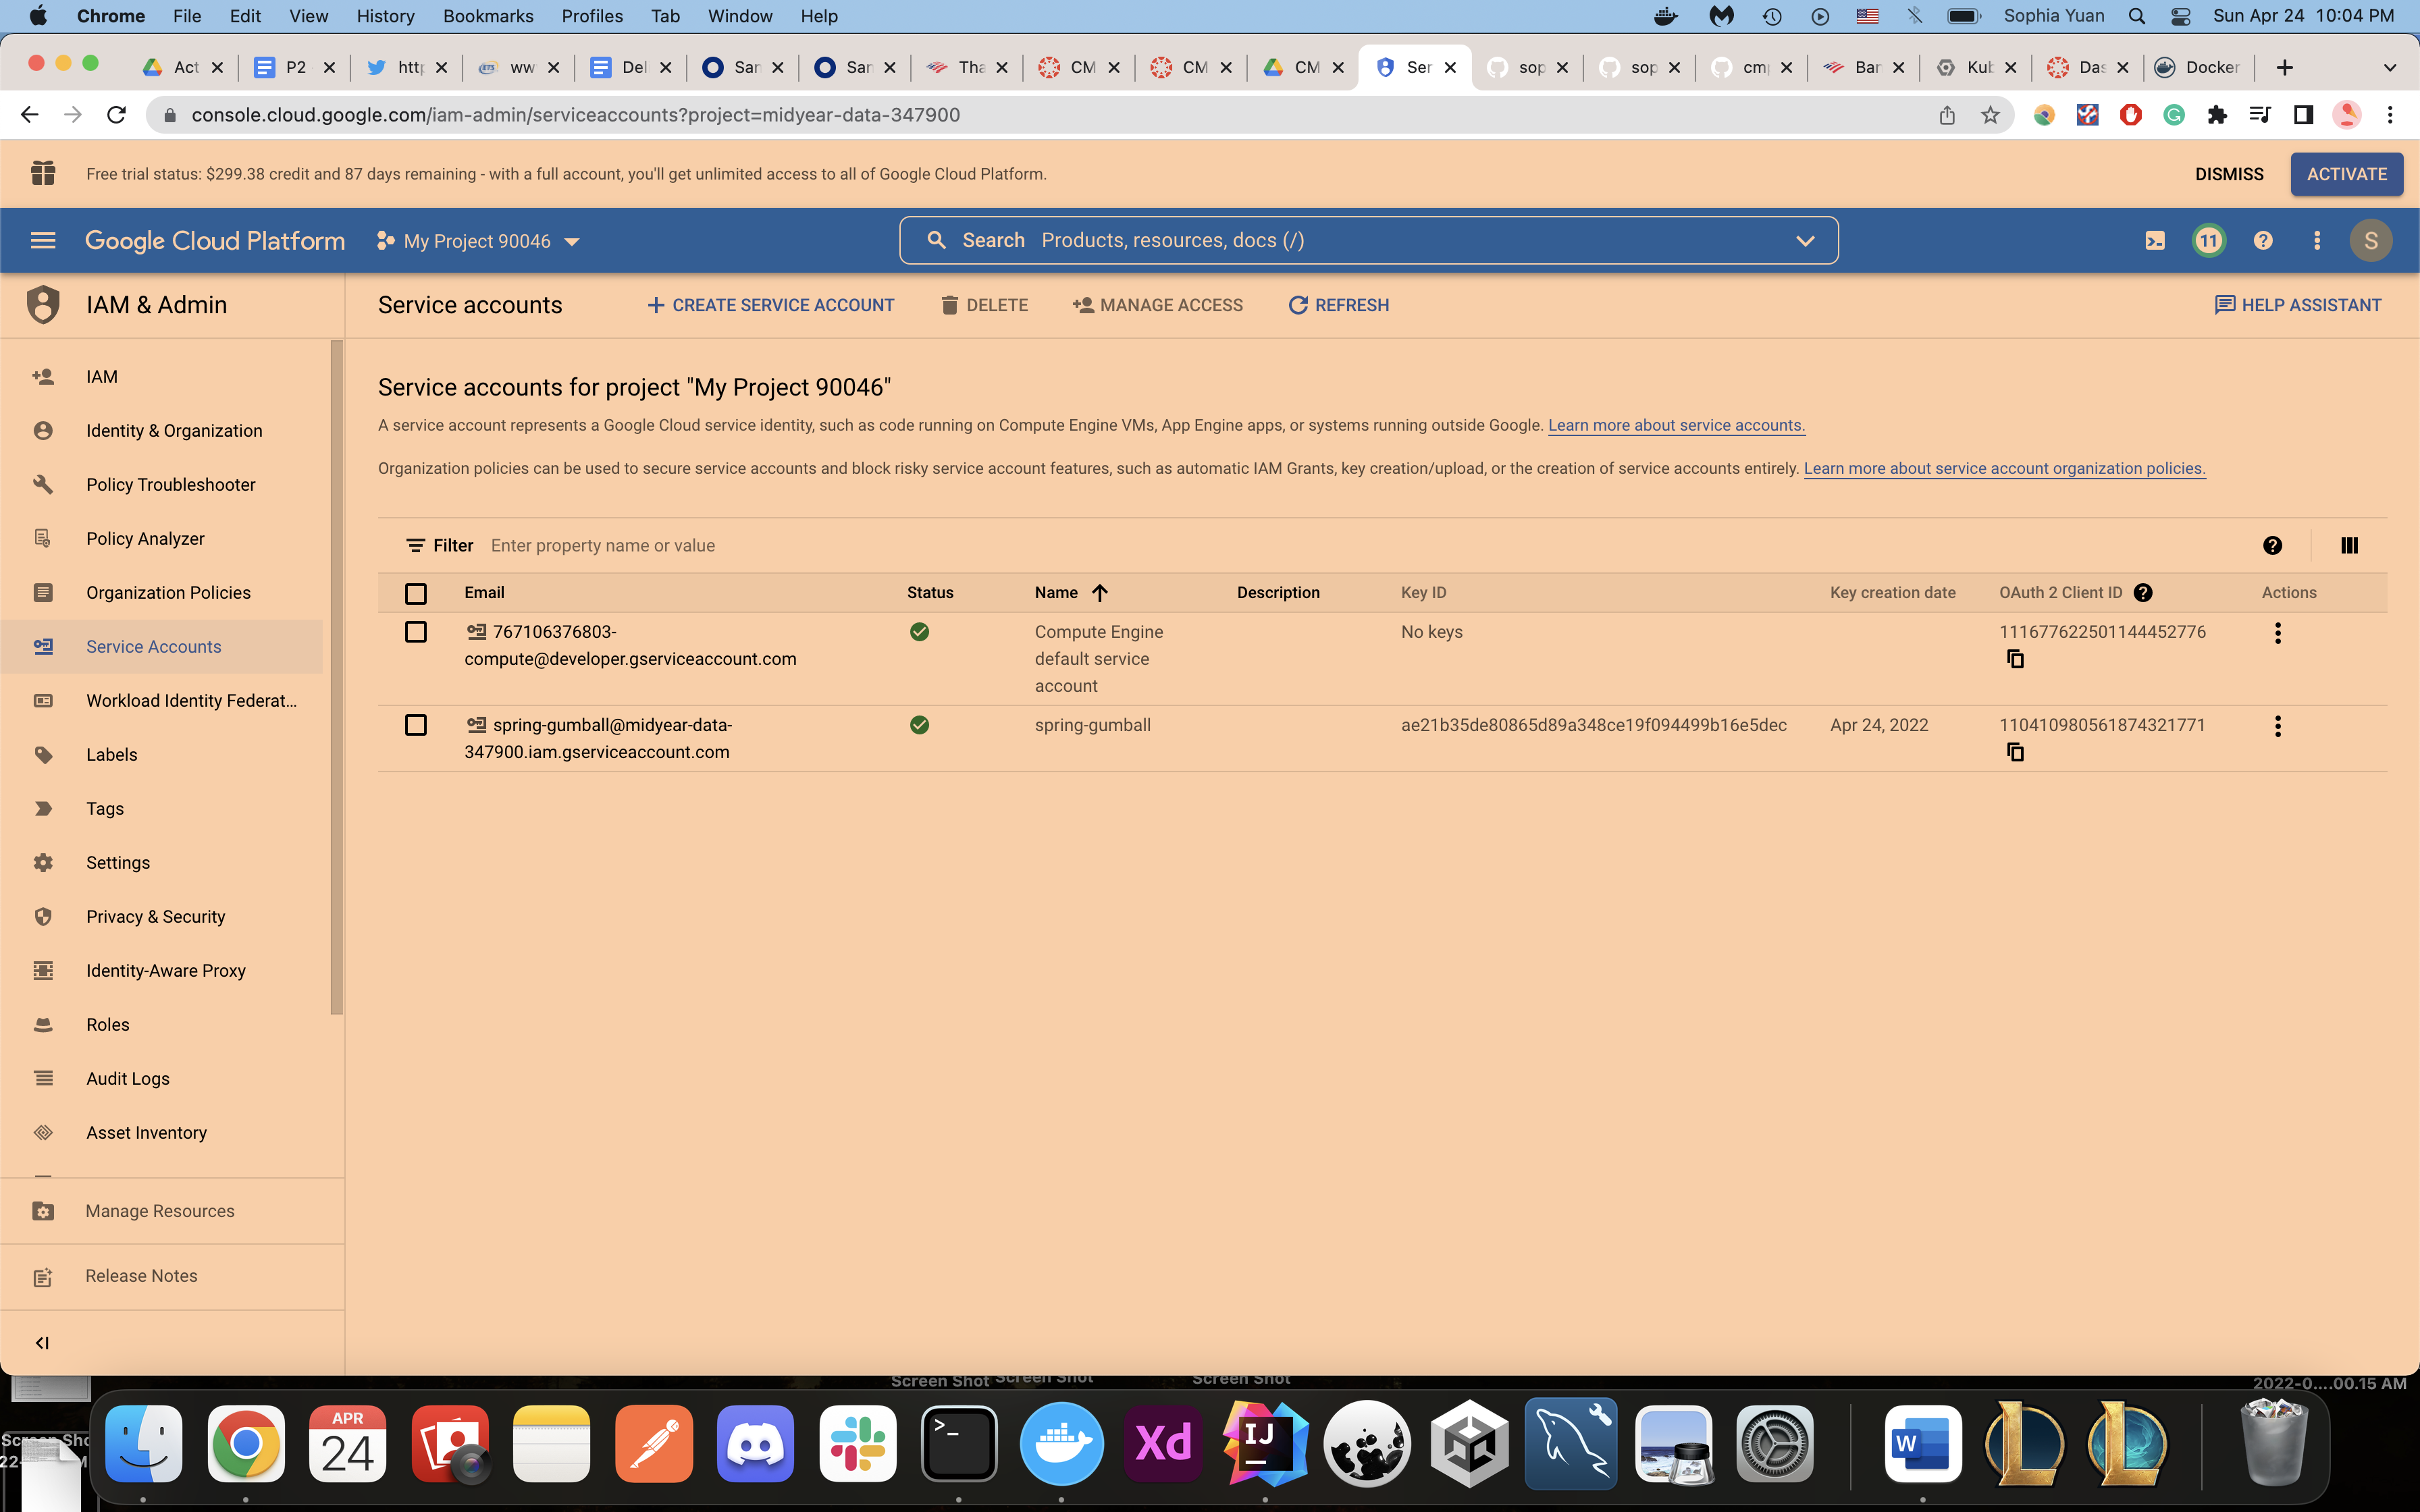 Chrome File Edit View History Bookmarks Profiles Tab Window Help Sophia Yuan Sun Apr 24 10:04 PM
Act P2 http ww Del San San Tha CM CM CM Ser sop sop cm Ban Kub Das Docker
console.cloud.google.com/iam-admin/serviceaccounts?project=midyear-data-347900
Free trial status: $299.38 credit and 87 days remaining - with a full account, you'll get unlimited access to all of Google Cloud Platform. DISMISS ACTIVATE
Google Cloud Platform My Project 90046 Search Products, resources, docs (/) 11 S
IAM & Admin
Service accounts CREATE SERVICE ACCOUNT DELETE MANAGE ACCESS REFRESH HELP ASSISTANT
IAM
Identity & Organization
Policy Troubleshooter
Policy Analyzer
Organization Policies
Service Accounts
Workload Identity Federat...
Labels
Tags
Settings
Privacy & Security
Identity-Aware Proxy
Roles
Audit Logs
Asset Inventory
Manage Resources
Release Notes
Service accounts for project "My Project 90046"
A service account represents a Google Cloud service identity, such as code running on Compute Engine VMs, App Engine apps, or systems running outside Google. Learn more about service accounts.
Organization policies can be used to secure service accounts and block risky service account features, such as automatic IAM Grants, key creation/upload, or the creation of service accounts entirely. Learn more about service account organization policies.
Filter Enter property name or value
Email Status Name Description Key ID Key creation date OAuth 2 Client ID Actions
767106376803- Compute Engine No keys 111677622501144452776
compute@developer.gserviceaccount.com default service
account
spring-gumball@midyear-data- spring-gumball ae21b35de80865d89a348ce19f094499b16e5dec Apr 24, 2022 110410980561874321771
347900.iam.gserviceaccount.com
Screen Shot Screen Shot Screen Shot 2022-0....00.15 AM
APR
24
Xd
IJ
W